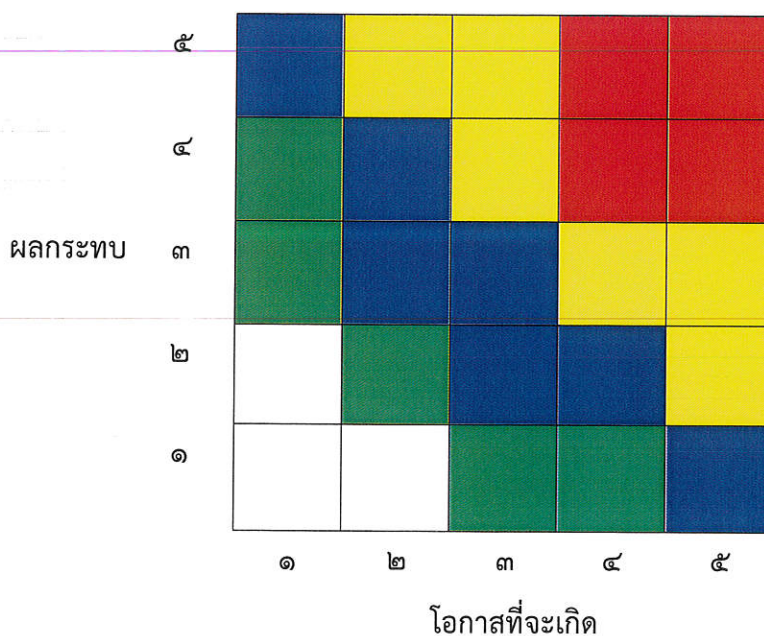 ๕
๔
ผลกระทบ ๓
๒
๑
๑ ๒ ๓ ๔ ๕
โอกาสที่จะเกิด